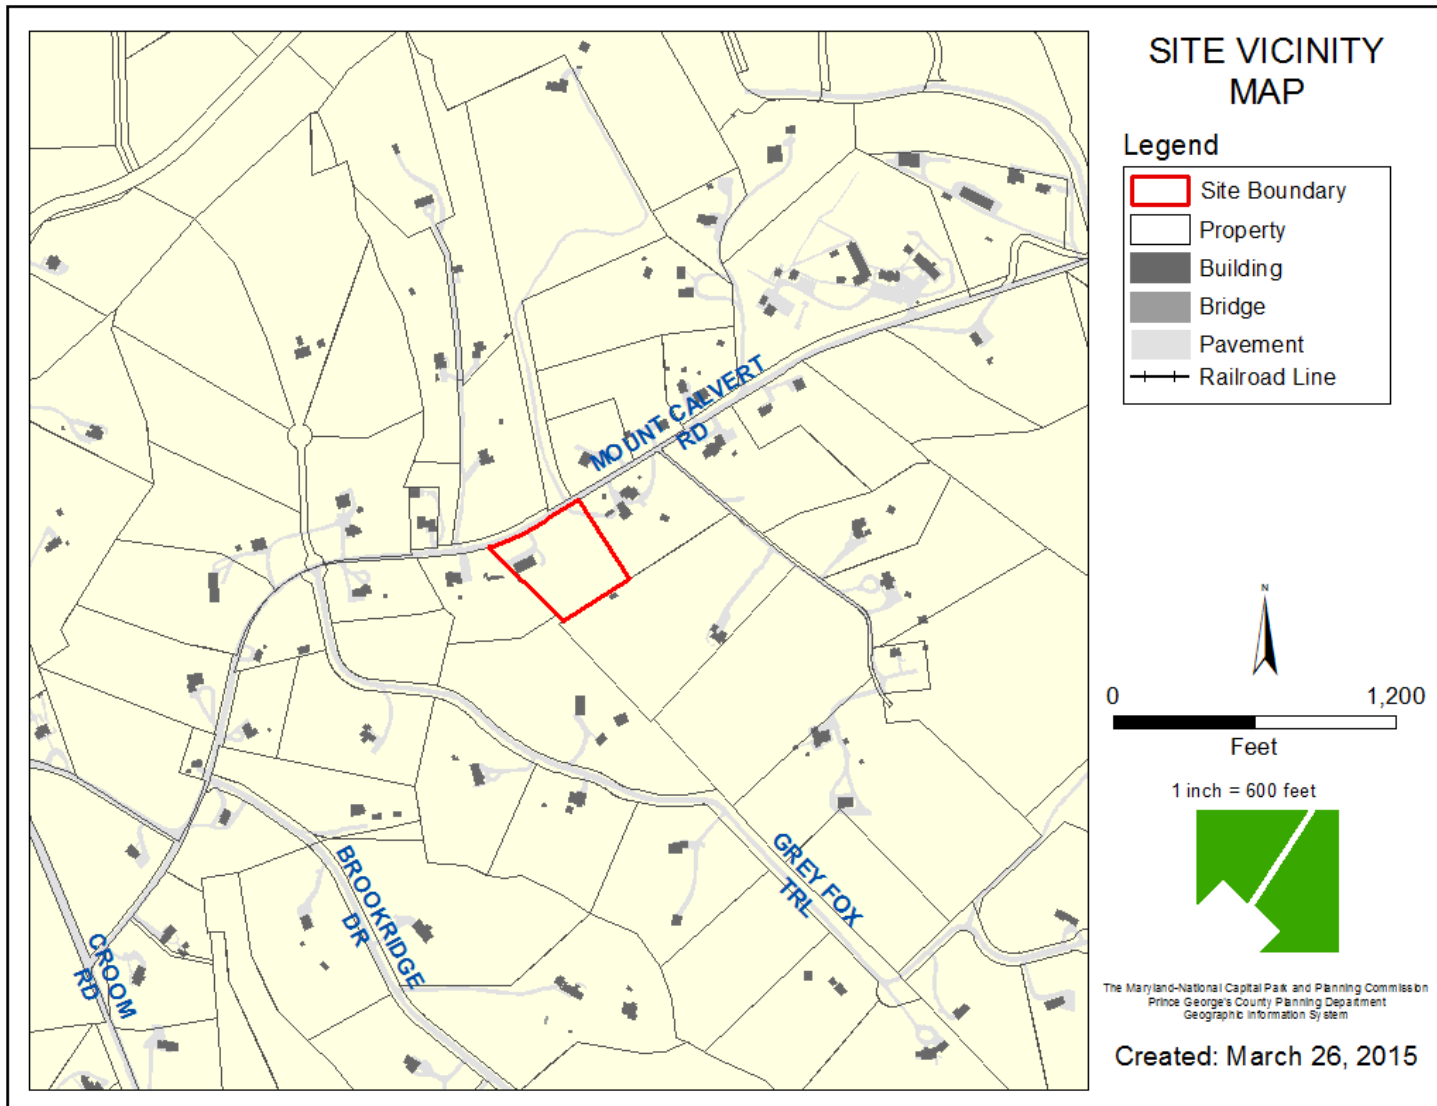 SITE VICINITY
MAP
Legend
Site Boundary
Property
Building
Bridge
Pavement
Railroad Line
MOUNT CALVERT
RD
N
0 1,200
Feet
1 inch = 600 feet
GREY FOX
TRL
BROOKRIDGE
DR
CROOM
RD
The Maryland-National Capital Park and Planning Commission
Prince George's County Planning Department
Geographic Information System
Created: March 26, 2015